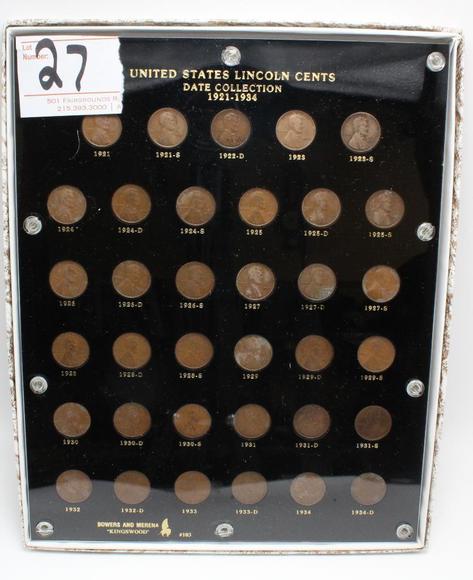 Lot
Number:
27
501 FAIRGROUNDS R
215.393.3000 | A
UNITED STATES LINCOLN CENTS
DATE COLLECTION
1921-1934
1921 1921-S 1922-D 1923 1923-S
1924 1924-D 1924-S 1925 1925-D 1925-S
1926 1926-D 1926-S 1927 1927-D 1927-S
1928 1928-D 1928-S 1929 1929-D 1929-S
1930 1930-D 1930-S 1931 1931-D 1931-S
1932 1932-D 1933 1933-D 1934 1934-D
BOWERS AND MERENA
"KINGSWOOD" #103